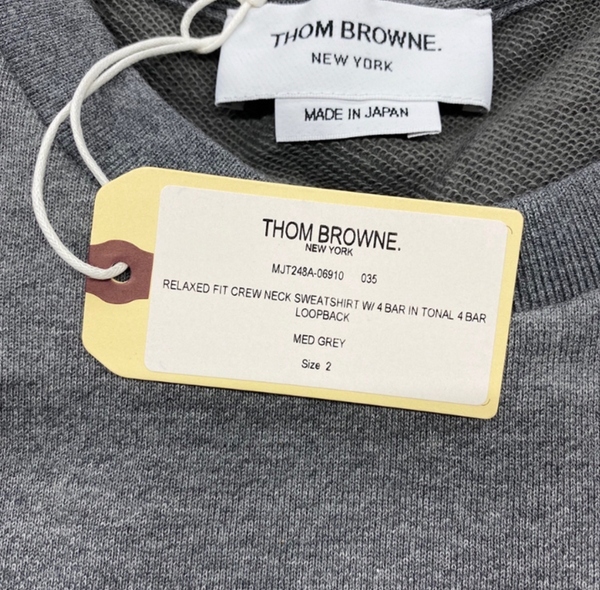 THOM BROWNE.
NEW YORK
MADE IN JAPAN
THOM BROWNE.
NEW YORK
MJT248A-06910 035
RELAXED FIT CREW NECK SWEATSHIRT W/ 4 BAR IN TONAL 4 BAR
LOOPBACK
MED GREY
Size 2